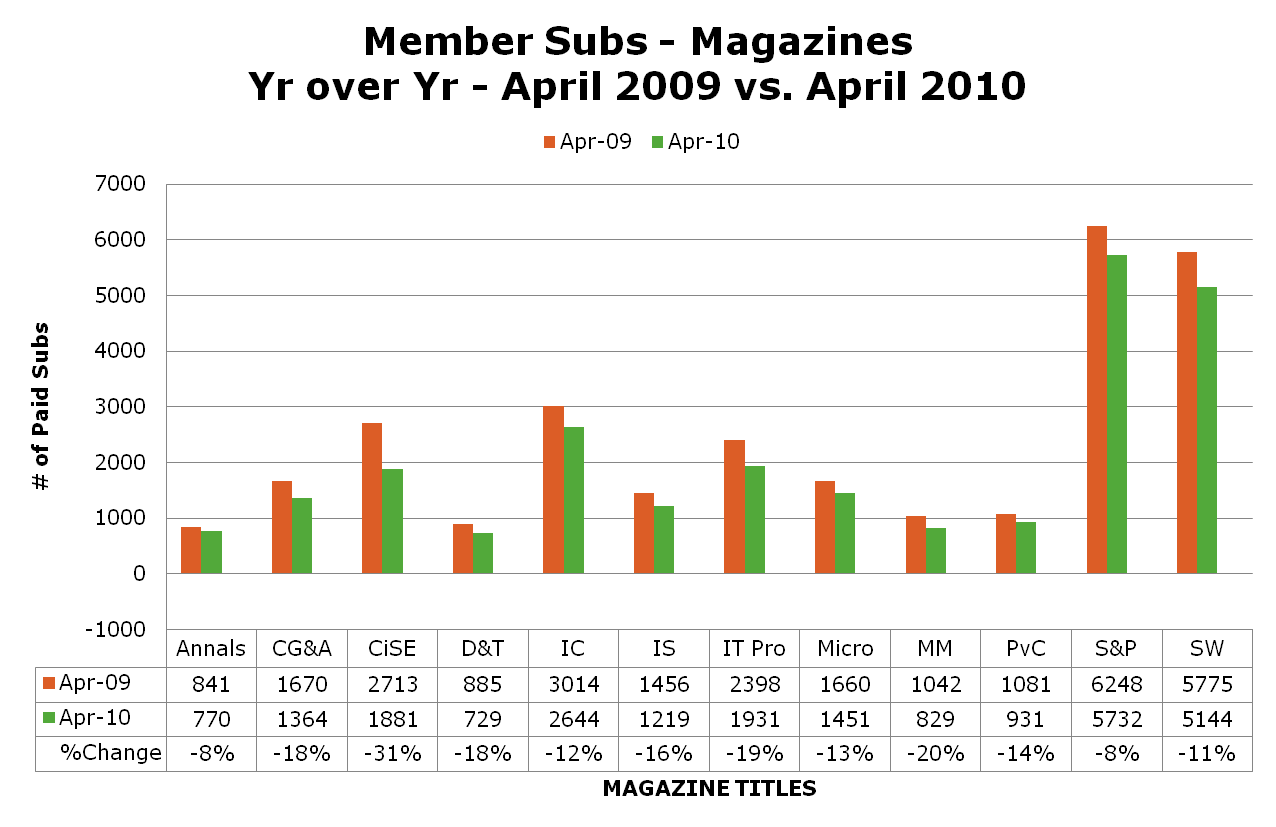 Member Subs - Magazines
Yr over Yr - April 2009 vs. April 2010
Apr-09 Apr-10
7000
6000
5000
4000
3000
2000
1000
0
-1000
# of Paid Subs
Annals CG&A CiSE D&T IC IS IT Pro Micro MM PvC S&P SW
Apr-09 841 1670 2713 885 3014 1456 2398 1660 1042 1081 6248 5775
Apr-10 770 1364 1881 729 2644 1219 1931 1451 829 931 5732 5144
%Change -8% -18% -31% -18% -12% -16% -19% -13% -20% -14% -8% -11%
MAGAZINE TITLES